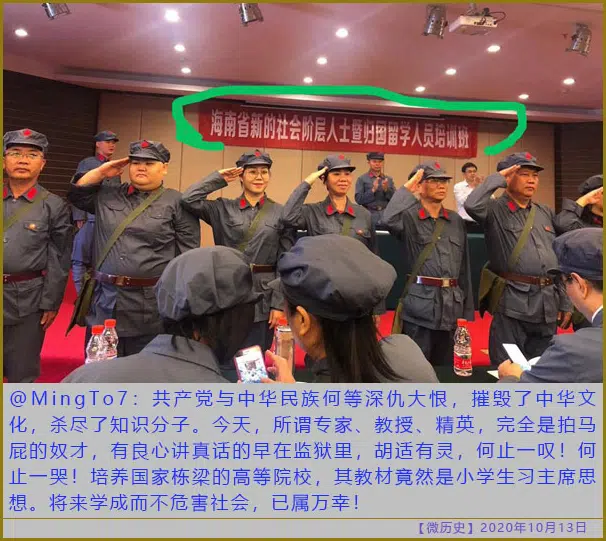 海南省新的社会阶层人士暨归国留学人员培训班
@MingTo7：共产党与中华民族何等深仇大恨，摧毁了中华文
化，杀尽了知识分子。今天，所谓专家、教授、精英，完全是拍马
屁的奴才，有良心讲真话的早在监狱里，胡适有灵，何止一叹！何
止一哭！培养国家栋梁的高等院校，其教材竟然是小学生习主席思
想。将来学成而不危害社会，已属万幸！
【微历史】2020年10月13日